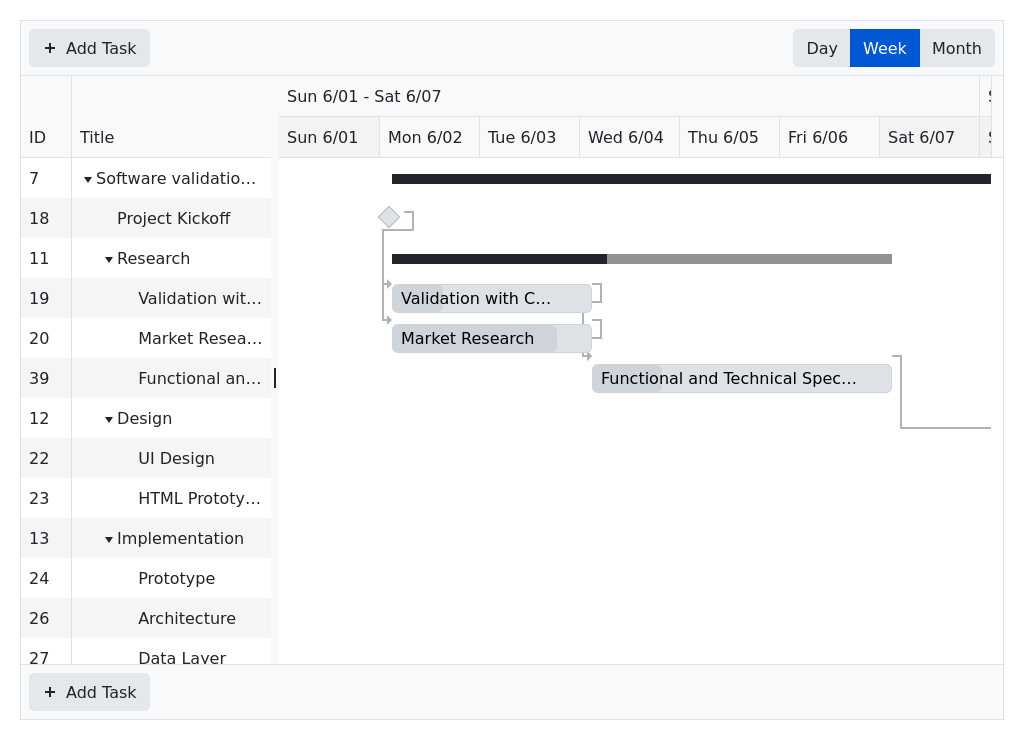 + Add Task
Day Week Month
ID Title
Sun 6/01 - Sat 6/07
Sun 6/01 Mon 6/02 Tue 6/03 Wed 6/04 Thu 6/05 Fri 6/06 Sat 6/07
7 Software validatio…
18 Project Kickoff
11 Research
19 Validation wit… Validation with C…
20 Market Resea… Market Research
39 Functional an… Functional and Technical Spec…
12 Design
22 UI Design
23 HTML Prototy…
13 Implementation
24 Prototype
26 Architecture
27 Data Layer
+ Add Task